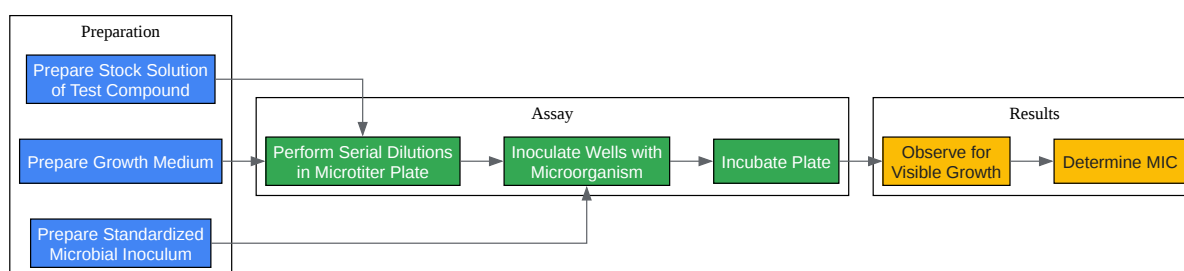 Preparation
Prepare Stock Solution
of Test Compound
Prepare Growth Medium
Prepare Standardized
Microbial Inoculum
Assay
Perform Serial Dilutions
in Microtiter Plate
Inoculate Wells with
Microorganism
Incubate Plate
Results
Observe for
Visible Growth
Determine MIC